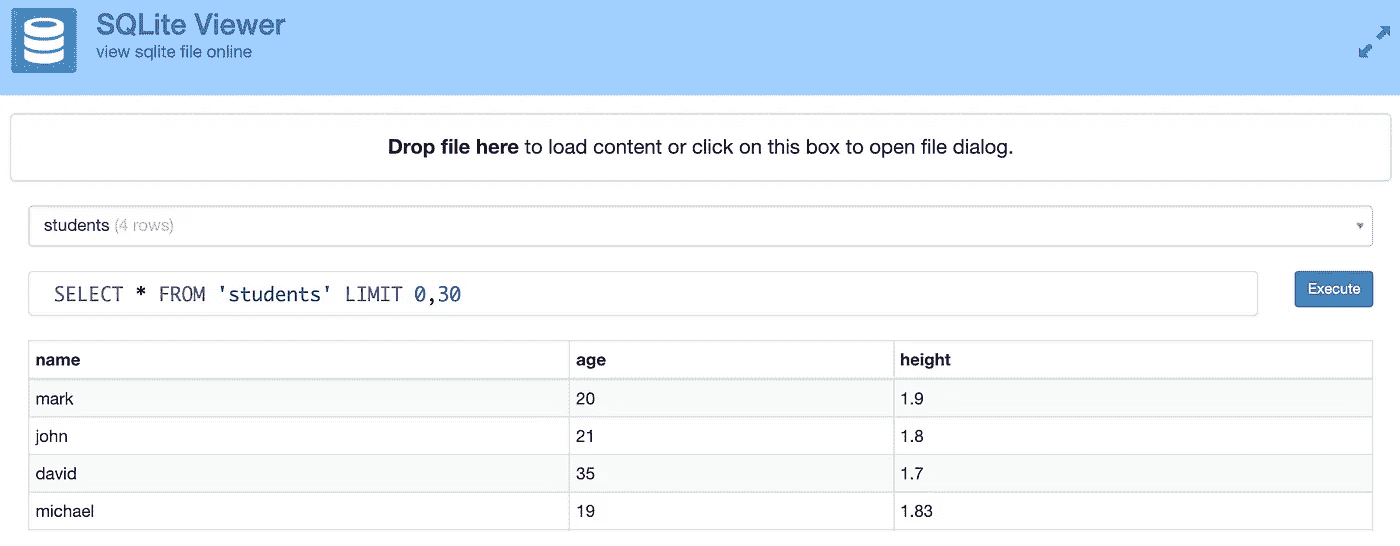 SQLite Viewer
view sqlite file online
Drop file here to load content or click on this box to open file dialog.
students (4 rows)
SELECT * FROM 'students' LIMIT 0,30
Execute
name age height
mark 20 1.9
john 21 1.8
david 35 1.7
michael 19 1.83